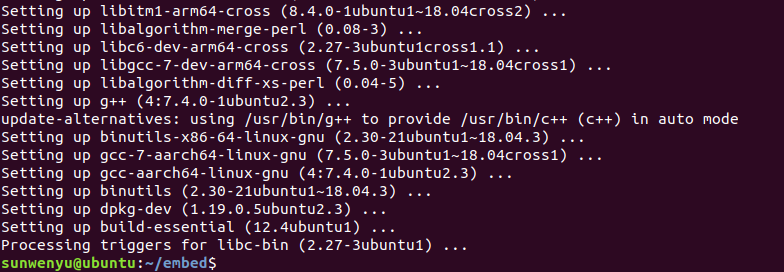 Setting up libitm1-arm64-cross (8.4.0-1ubuntu1~18.04cross2) ...
Setting up libalgorithm-merge-perl (0.08-3) ...
Setting up libc6-dev-arm64-cross (2.27-3ubuntu1cross1.1) ...
Setting up libgcc-7-dev-arm64-cross (7.5.0-3ubuntu1~18.04cross1) ...
Setting up libalgorithm-diff-xs-perl (0.04-5) ...
Setting up g++ (4:7.4.0-1ubuntu2.3) ...
update-alternatives: using /usr/bin/g++ to provide /usr/bin/c++ (c++) in auto mode
Setting up binutils-x86-64-linux-gnu (2.30-21ubuntu1~18.04.3) ...
Setting up gcc-7-aarch64-linux-gnu (7.5.0-3ubuntu1~18.04cross1) ...
Setting up gcc-aarch64-linux-gnu (4:7.4.0-1ubuntu2.3) ...
Setting up binutils (2.30-21ubuntu1~18.04.3) ...
Setting up dpkg-dev (1.19.0.5ubuntu2.3) ...
Setting up build-essential (12.4ubuntu1) ...
Processing triggers for libc-bin (2.27-3ubuntu1) ...
sunwenyu@ubuntu:~/embed$